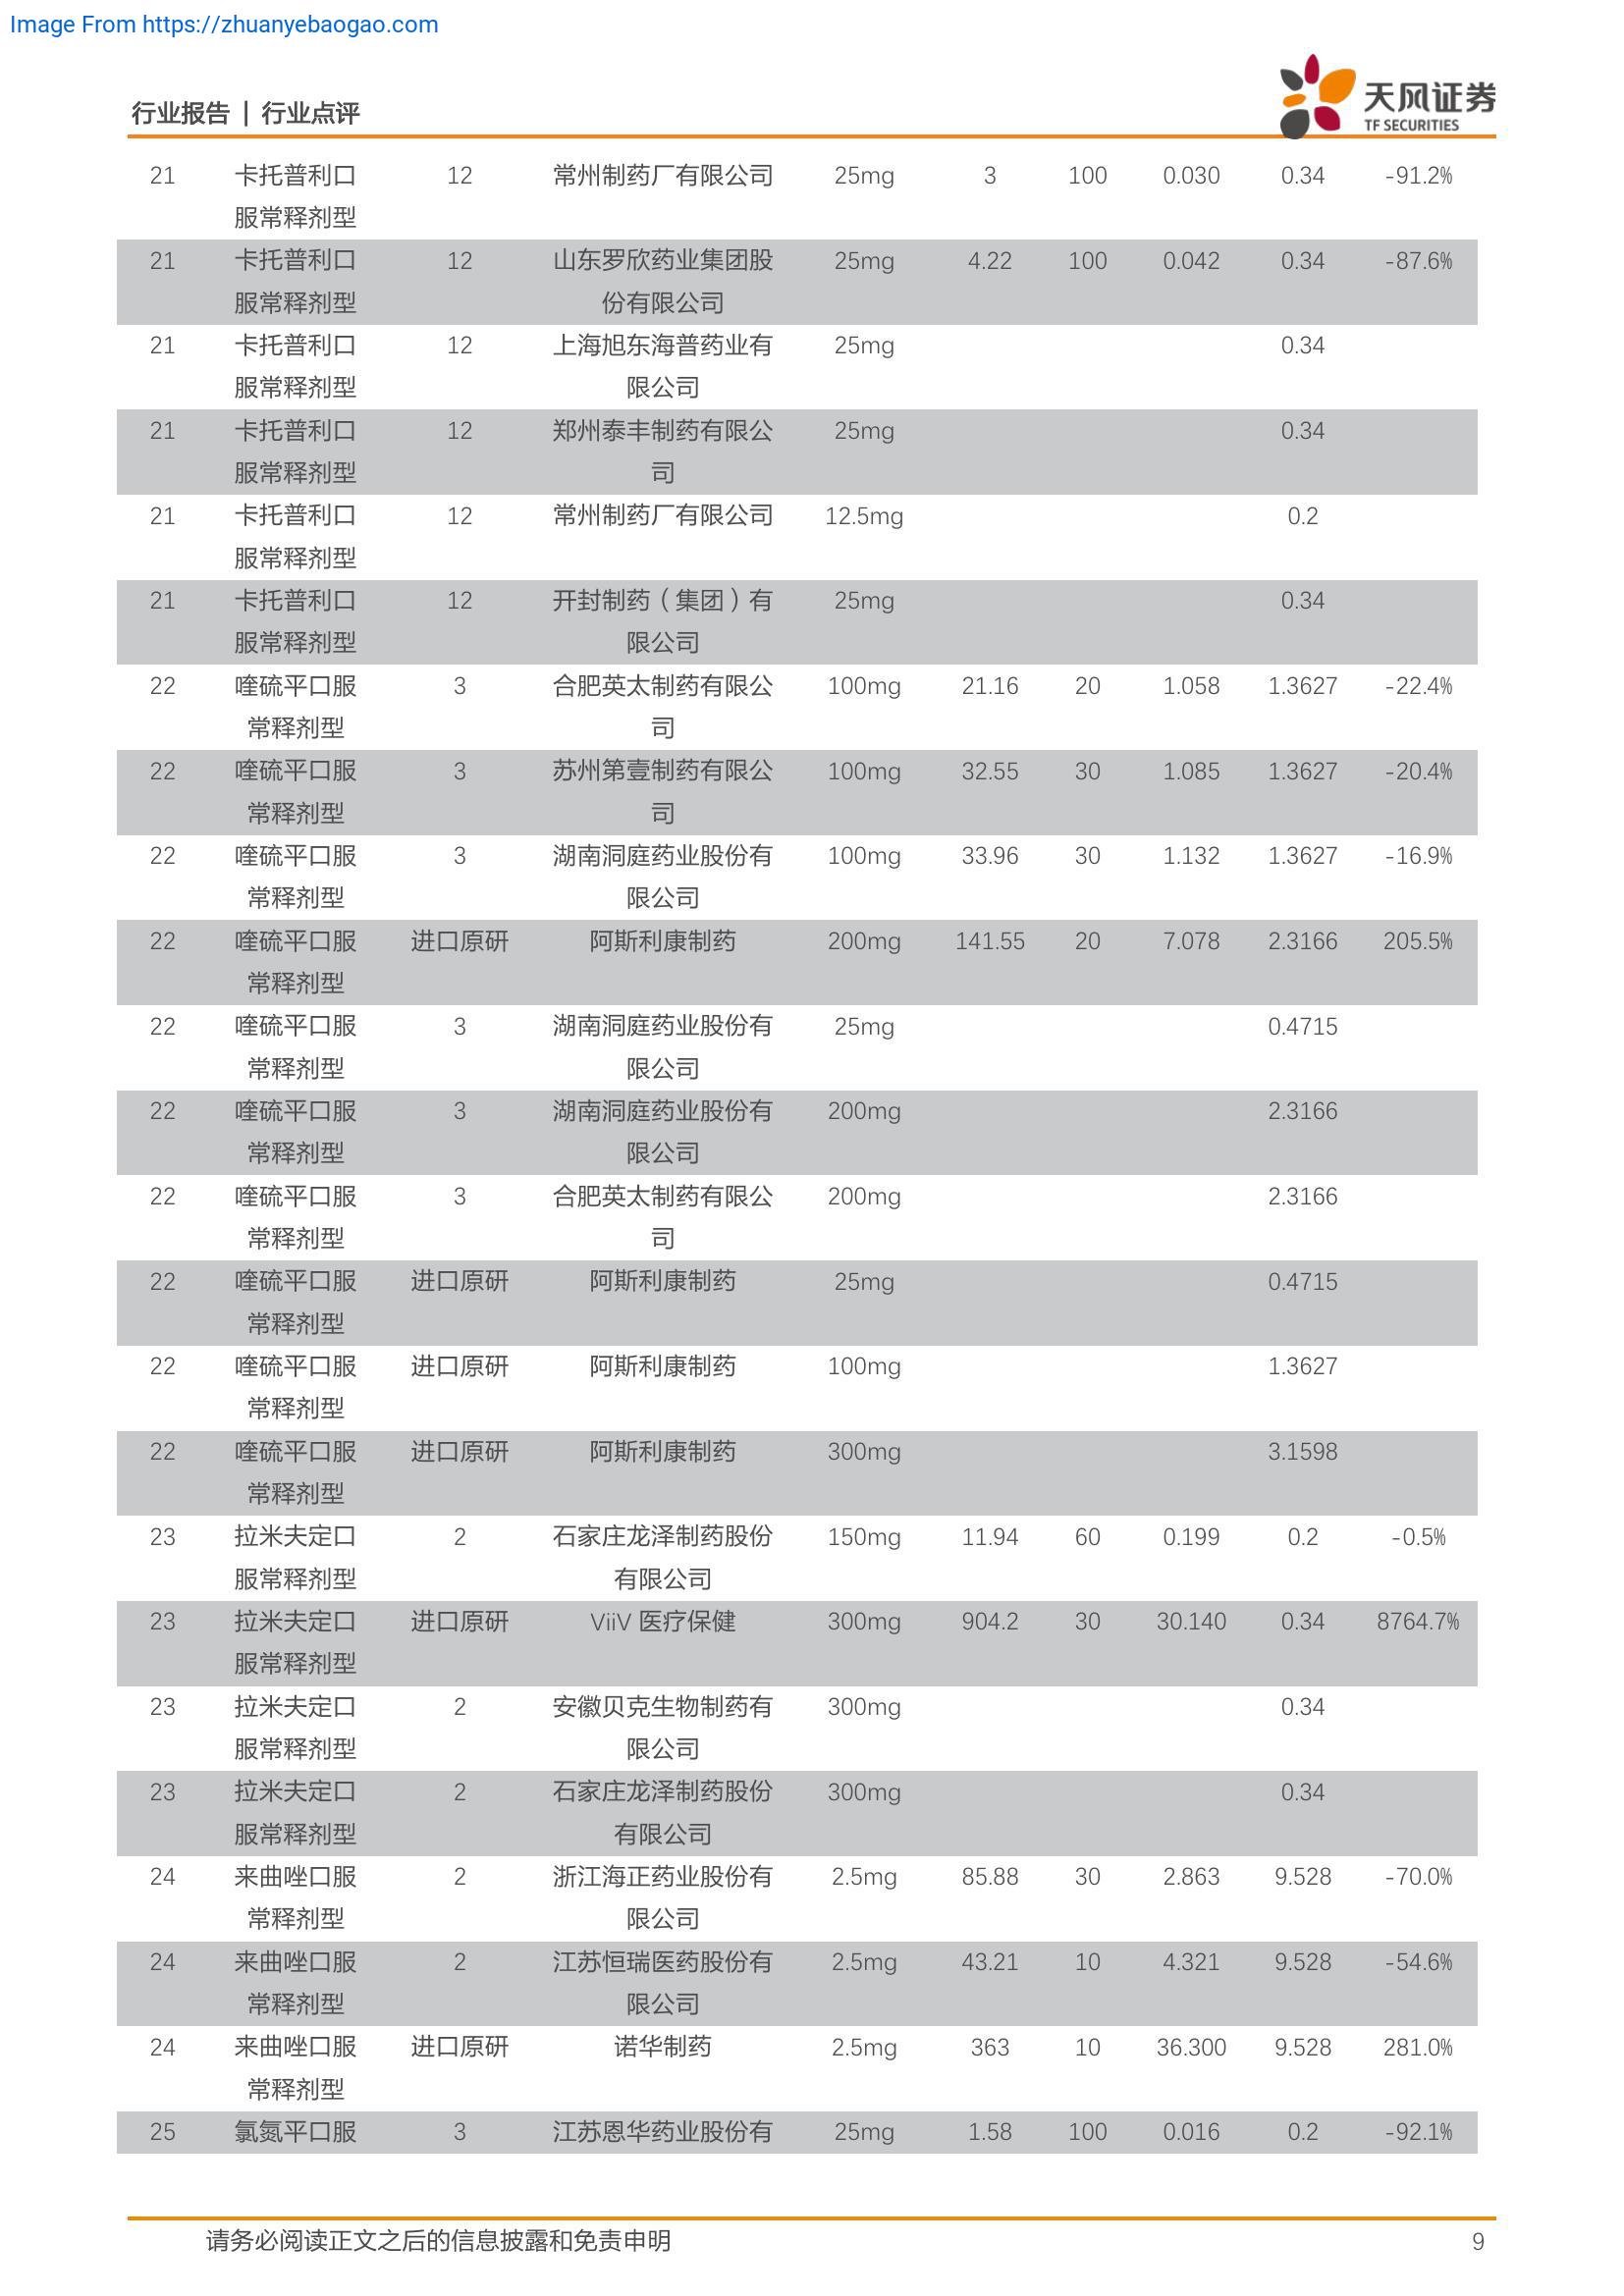 Image From https://zhuanyebaogao.com
天风证券
TF SECURITIES
行业报告 | 行业点评
21 卡托普利口 12 常州制药厂有限公司 25mg 3 100 0.030 0.34 -91.2%
服常释剂型
21 卡托普利口 12 山东罗欣药业集团股 25mg 4.22 100 0.042 0.34 -87.6%
服常释剂型 份有限公司
21 卡托普利口 12 上海旭东海普药业有 25mg 0.34
服常释剂型 限公司
21 卡托普利口 12 郑州泰丰制药有限公 25mg 0.34
服常释剂型 司
21 卡托普利口 12 常州制药厂有限公司 12.5mg 0.2
服常释剂型
21 卡托普利口 12 开封制药（集团）有 25mg 0.34
服常释剂型 限公司
22 喹硫平口服 3 合肥英太制药有限公 100mg 21.16 20 1.058 1.3627 -22.4%
常释剂型 司
22 喹硫平口服 3 苏州第壹制药有限公 100mg 32.55 30 1.085 1.3627 -20.4%
常释剂型 司
22 喹硫平口服 3 湖南洞庭药业股份有 100mg 33.96 30 1.132 1.3627 -16.9%
常释剂型 限公司
22 喹硫平口服 进口原研 阿斯利康制药 200mg 141.55 20 7.078 2.3166 205.5%
常释剂型
22 喹硫平口服 3 湖南洞庭药业股份有 25mg 0.4715
常释剂型 限公司
22 喹硫平口服 3 湖南洞庭药业股份有 200mg 2.3166
常释剂型 限公司
22 喹硫平口服 3 合肥英太制药有限公 200mg 2.3166
常释剂型 司
22 喹硫平口服 进口原研 阿斯利康制药 25mg 0.4715
常释剂型
22 喹硫平口服 进口原研 阿斯利康制药 100mg 1.3627
常释剂型
22 喹硫平口服 进口原研 阿斯利康制药 300mg 3.1598
常释剂型
23 拉米夫定口 2 石家庄龙泽制药股份 150mg 11.94 60 0.199 0.2 -0.5%
服常释剂型 有限公司
23 拉米夫定口 进口原研 ViiV 医疗保健 300mg 904.2 30 30.140 0.34 8764.7%
服常释剂型
23 拉米夫定口 2 安徽贝克生物制药有 300mg 0.34
服常释剂型 限公司
23 拉米夫定口 2 石家庄龙泽制药股份 300mg 0.34
服常释剂型 有限公司
24 来曲唑口服 2 浙江海正药业股份有 2.5mg 85.88 30 2.863 9.528 -70.0%
常释剂型 限公司
24 来曲唑口服 2 江苏恒瑞医药股份有 2.5mg 43.21 10 4.321 9.528 -54.6%
常释剂型 限公司
24 来曲唑口服 进口原研 诺华制药 2.5mg 363 10 36.300 9.528 281.0%
常释剂型
25 氯氮平口服 3 江苏恩华药业股份有 25mg 1.58 100 0.016 0.2 -92.1%
请务必阅读正文之后的信息披露和免责申明 9